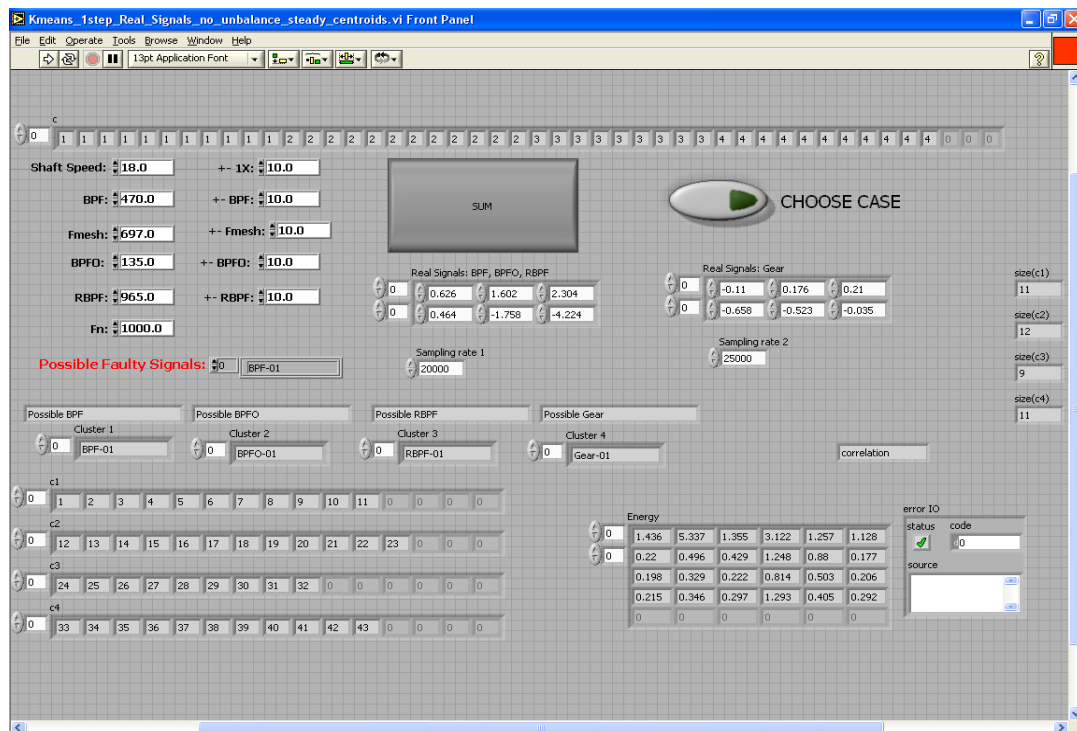 Kmeans_1step_Real_Signals_no_unbalance_steady_centroids.vi Front Panel
File Edit Operate Tools Browse Window Help
13pt Application Font
?
c
0 1 1 1 1 1 1 1 1 1 1 1 2 2 2 2 2 2 2 2 2 2 2 2 3 3 3 3 3 3 3 3 3 4 4 4 4 4 4 4 4 4 4 4 0 0 0
Shaft Speed: 18.0 +- 1X: 10.0
BPF: 470.0 +- BPF: 10.0
Fmesh: 697.0 +- Fmesh: 10.0
BPFO: 135.0 +- BPFO: 10.0
RBPF: 965.0 +- RBPF: 10.0
Fn: 1000.0
SUM
CHOOSE CASE
Real Signals: BPF, BPFO, RBPF
0 0.626 1.602 2.304
0 0.464 -1.758 -4.224
Real Signals: Gear
0 -0.11 0.176 0.21
0 -0.658 -0.523 -0.035
size(c1)
11
size(c2)
12
size(c3)
9
size(c4)
11
Sampling rate 1
20000
Sampling rate 2
25000
Possible Faulty Signals: 0 BPF-01
Possible BPF Possible BPFO Possible RBPF Possible Gear
Cluster 1 Cluster 2 Cluster 3 Cluster 4
0 BPF-01 0 BPFO-01 0 RBPF-01 0 Gear-01
correlation
c1
0 1 2 3 4 5 6 7 8 9 10 11 0 0 0 0
c2
0 12 13 14 15 16 17 18 19 20 21 22 23 0 0 0
c3
0 24 25 26 27 28 29 30 31 32 0 0 0 0 0 0
c4
0 33 34 35 36 37 38 39 40 41 42 43 0 0 0 0
Energy
0 1.436 5.337 1.355 3.122 1.257 1.128
0 0.22 0.496 0.429 1.248 0.88 0.177
0.198 0.329 0.222 0.814 0.503 0.206
0.215 0.346 0.297 1.293 0.405 0.292
0 0 0 0 0 0
error IO
status code
0
source